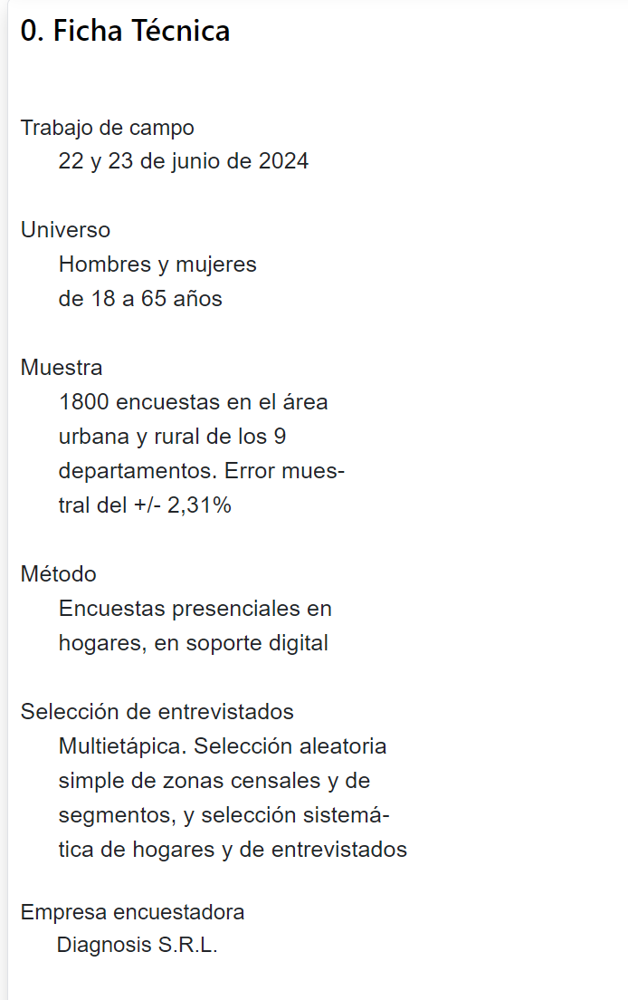 0. Ficha Técnica
Trabajo de campo
22 y 23 de junio de 2024
Universo
Hombres y mujeres
de 18 a 65 años
Muestra
1800 encuestas en el área
urbana y rural de los 9
departamentos. Error mues-
tral del +/- 2,31%
Método
Encuestas presenciales en
hogares, en soporte digital
Selección de entrevistados
Multietápica. Selección aleatoria
simple de zonas censales y de
segmentos, y selección sistemá-
tica de hogares y de entrevistados
Empresa encuestadora
Diagnosis S.R.L.